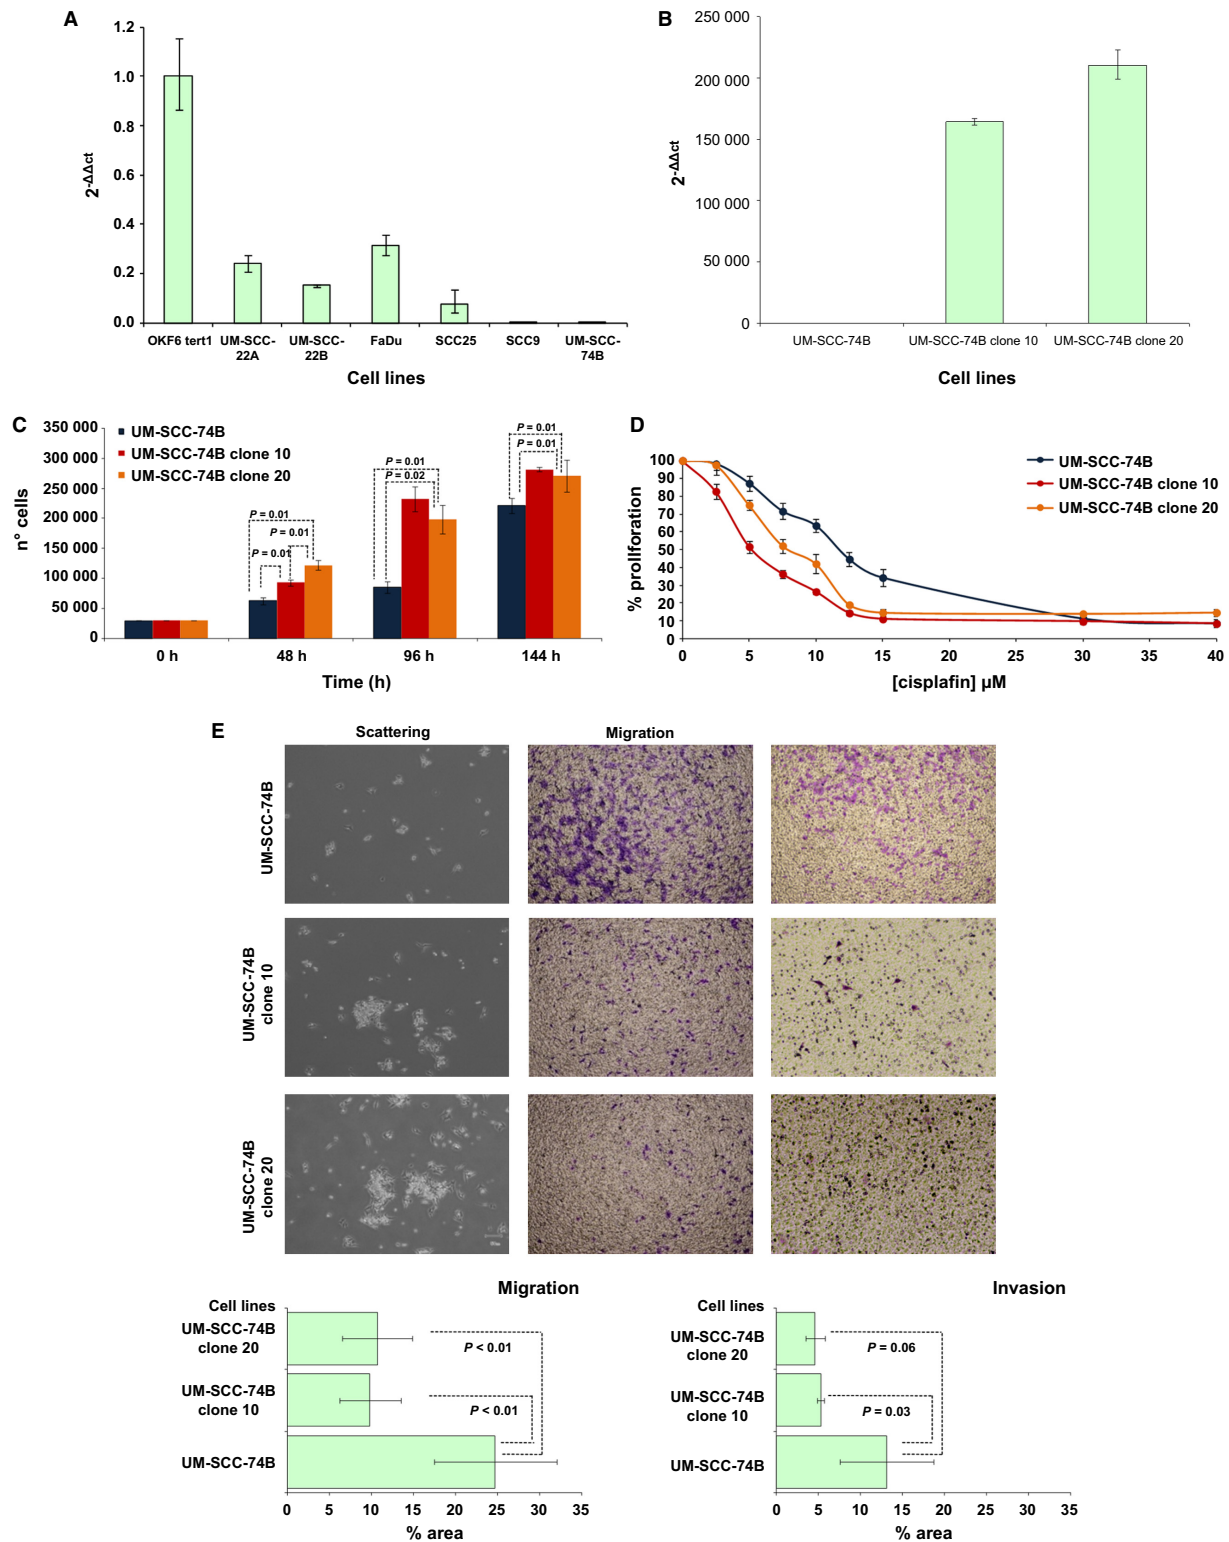 A
1.2
1.0
0.8
0.6
0.4
0.2
0.0
2-ΔΔct
OKF6 tert1
UM-SCC-
22A
UM-SCC-
22B
FaDu
SCC25
SCC9
UM-SCC-
74B
Cell lines
B
250 000
200 000
150 000
100 000
50 000
0
2-ΔΔct
UM-SCC-74B
UM-SCC-74B clone 10
UM-SCC-74B clone 20
Cell lines
C
350 000
300 000
250 000
200 000
150 000
100 000
50 000
0
n° cells
UM-SCC-74B
UM-SCC-74B clone 10
UM-SCC-74B clone 20
P = 0.01
P = 0.01
P = 0.01
P = 0.01
P = 0.02
P = 0.01
P = 0.01
0 h
48 h
96 h
144 h
Time (h)
D
100
90
80
70
60
50
40
30
20
10
0
% prolIforation
UM-SCC-74B
UM-SCC-74B clone 10
UM-SCC-74B clone 20
0
5
10
15
20
25
30
35
40
[cisplafin] µM
E
Scattering
Migration
UM-SCC-74B
UM-SCC-74B
clone 10
UM-SCC-74B
clone 20
Migration
Cell lines
UM-SCC-74B
clone 20
UM-SCC-74B
clone 10
UM-SCC-74B
P < 0.01
P < 0.01
0
5
10
15
20
25
30
35
% area
Invasion
Cell lines
UM-SCC-74B
clone 20
UM-SCC-74B
clone 10
UM-SCC-74B
P = 0.06
P = 0.03
0
5
10
15
20
25
30
35
% area